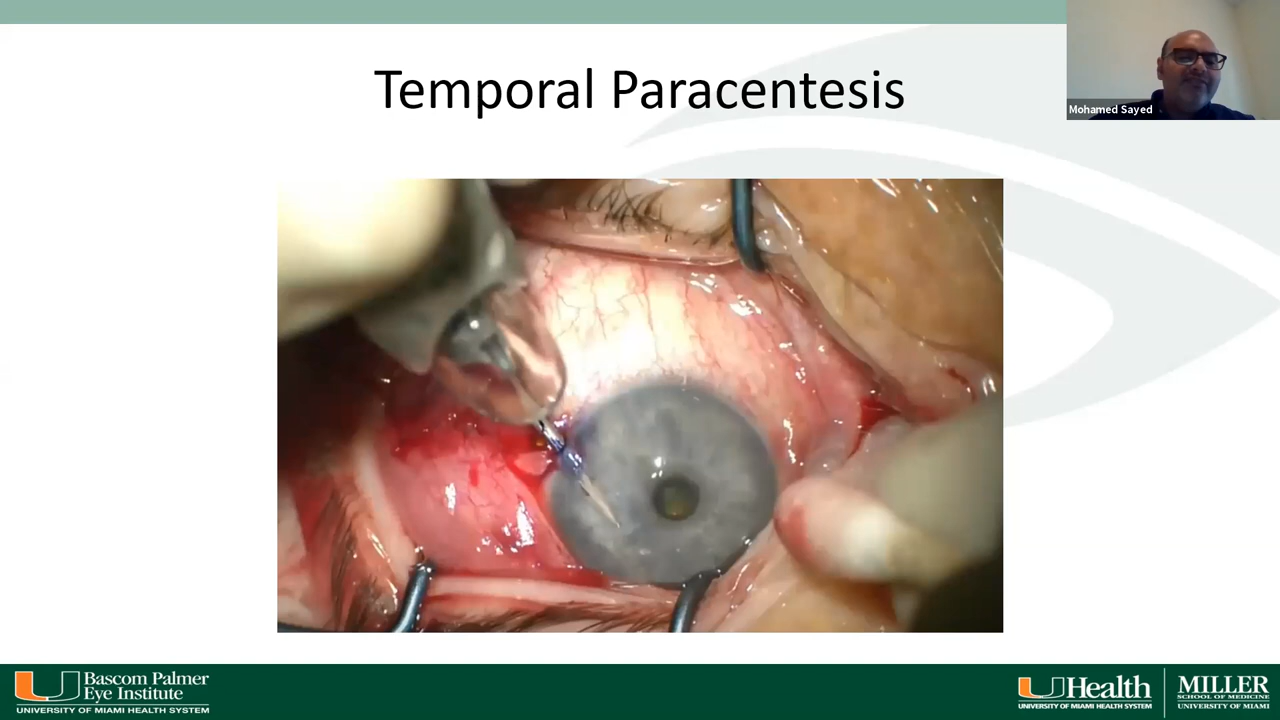 Temporal Paracentesis
Mohamed Sayed
Bascom Palmer
Eye Institute
UNIVERSITY OF MIAMI HEALTH SYSTEM
UHealth
UNIVERSITY OF MIAMI HEALTH SYSTEM
MILLER
SCHOOL OF MEDICINE
UNIVERSITY OF MIAMI